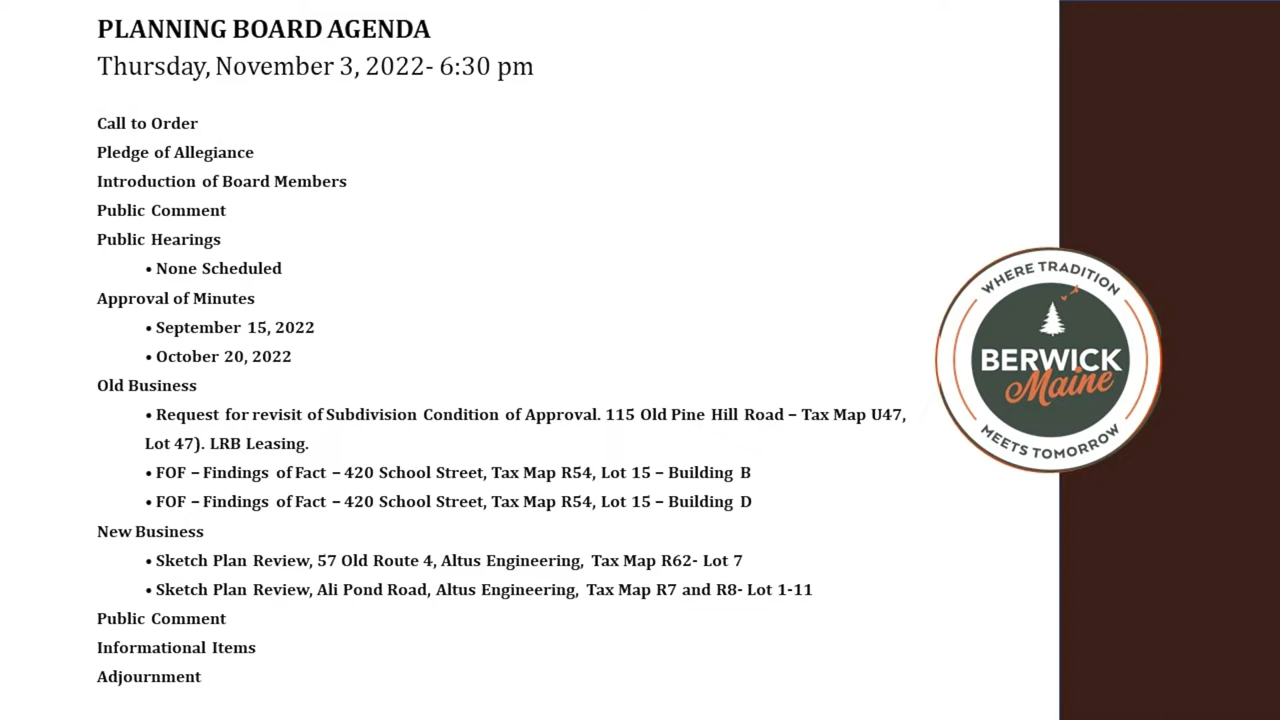 PLANNING BOARD AGENDA
Thursday, November 3, 2022- 6:30 pm
Call to Order
Pledge of Allegiance
Introduction of Board Members
Public Comment
Public Hearings
• None Scheduled
Approval of Minutes
• September 15, 2022
• October 20, 2022
Old Business
• Request for revisit of Subdivision Condition of Approval. 115 Old Pine Hill Road – Tax Map U47,
Lot 47). LRB Leasing.
• FOF – Findings of Fact – 420 School Street, Tax Map R54, Lot 15 – Building B
• FOF – Findings of Fact – 420 School Street, Tax Map R54, Lot 15 – Building D
New Business
• Sketch Plan Review, 57 Old Route 4, Altus Engineering, Tax Map R62- Lot 7
• Sketch Plan Review, Ali Pond Road, Altus Engineering, Tax Map R7 and R8- Lot 1-11
Public Comment
Informational Items
Adjournment
WHERE TRADITION
BERWICK
Maine
MEETS TOMORROW